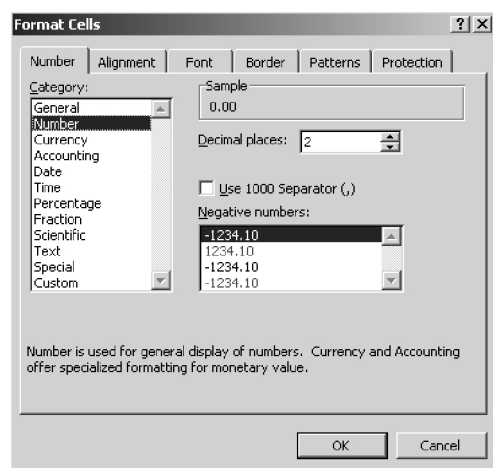 Format Cells
Number Alignment Font Border Patterns Protection
Category:
General
Number
Currency
Accounting
Date
Time
Percentage
Fraction
Scientific
Text
Special
Custom
Sample
0.00
Decimal places: 2
Use 1000 Separator (,)
Negative numbers:
-1234.10
1234.10
-1234.10
-1234.10
Number is used for general display of numbers. Currency and Accounting
offer specialized formatting for monetary value.
OK Cancel